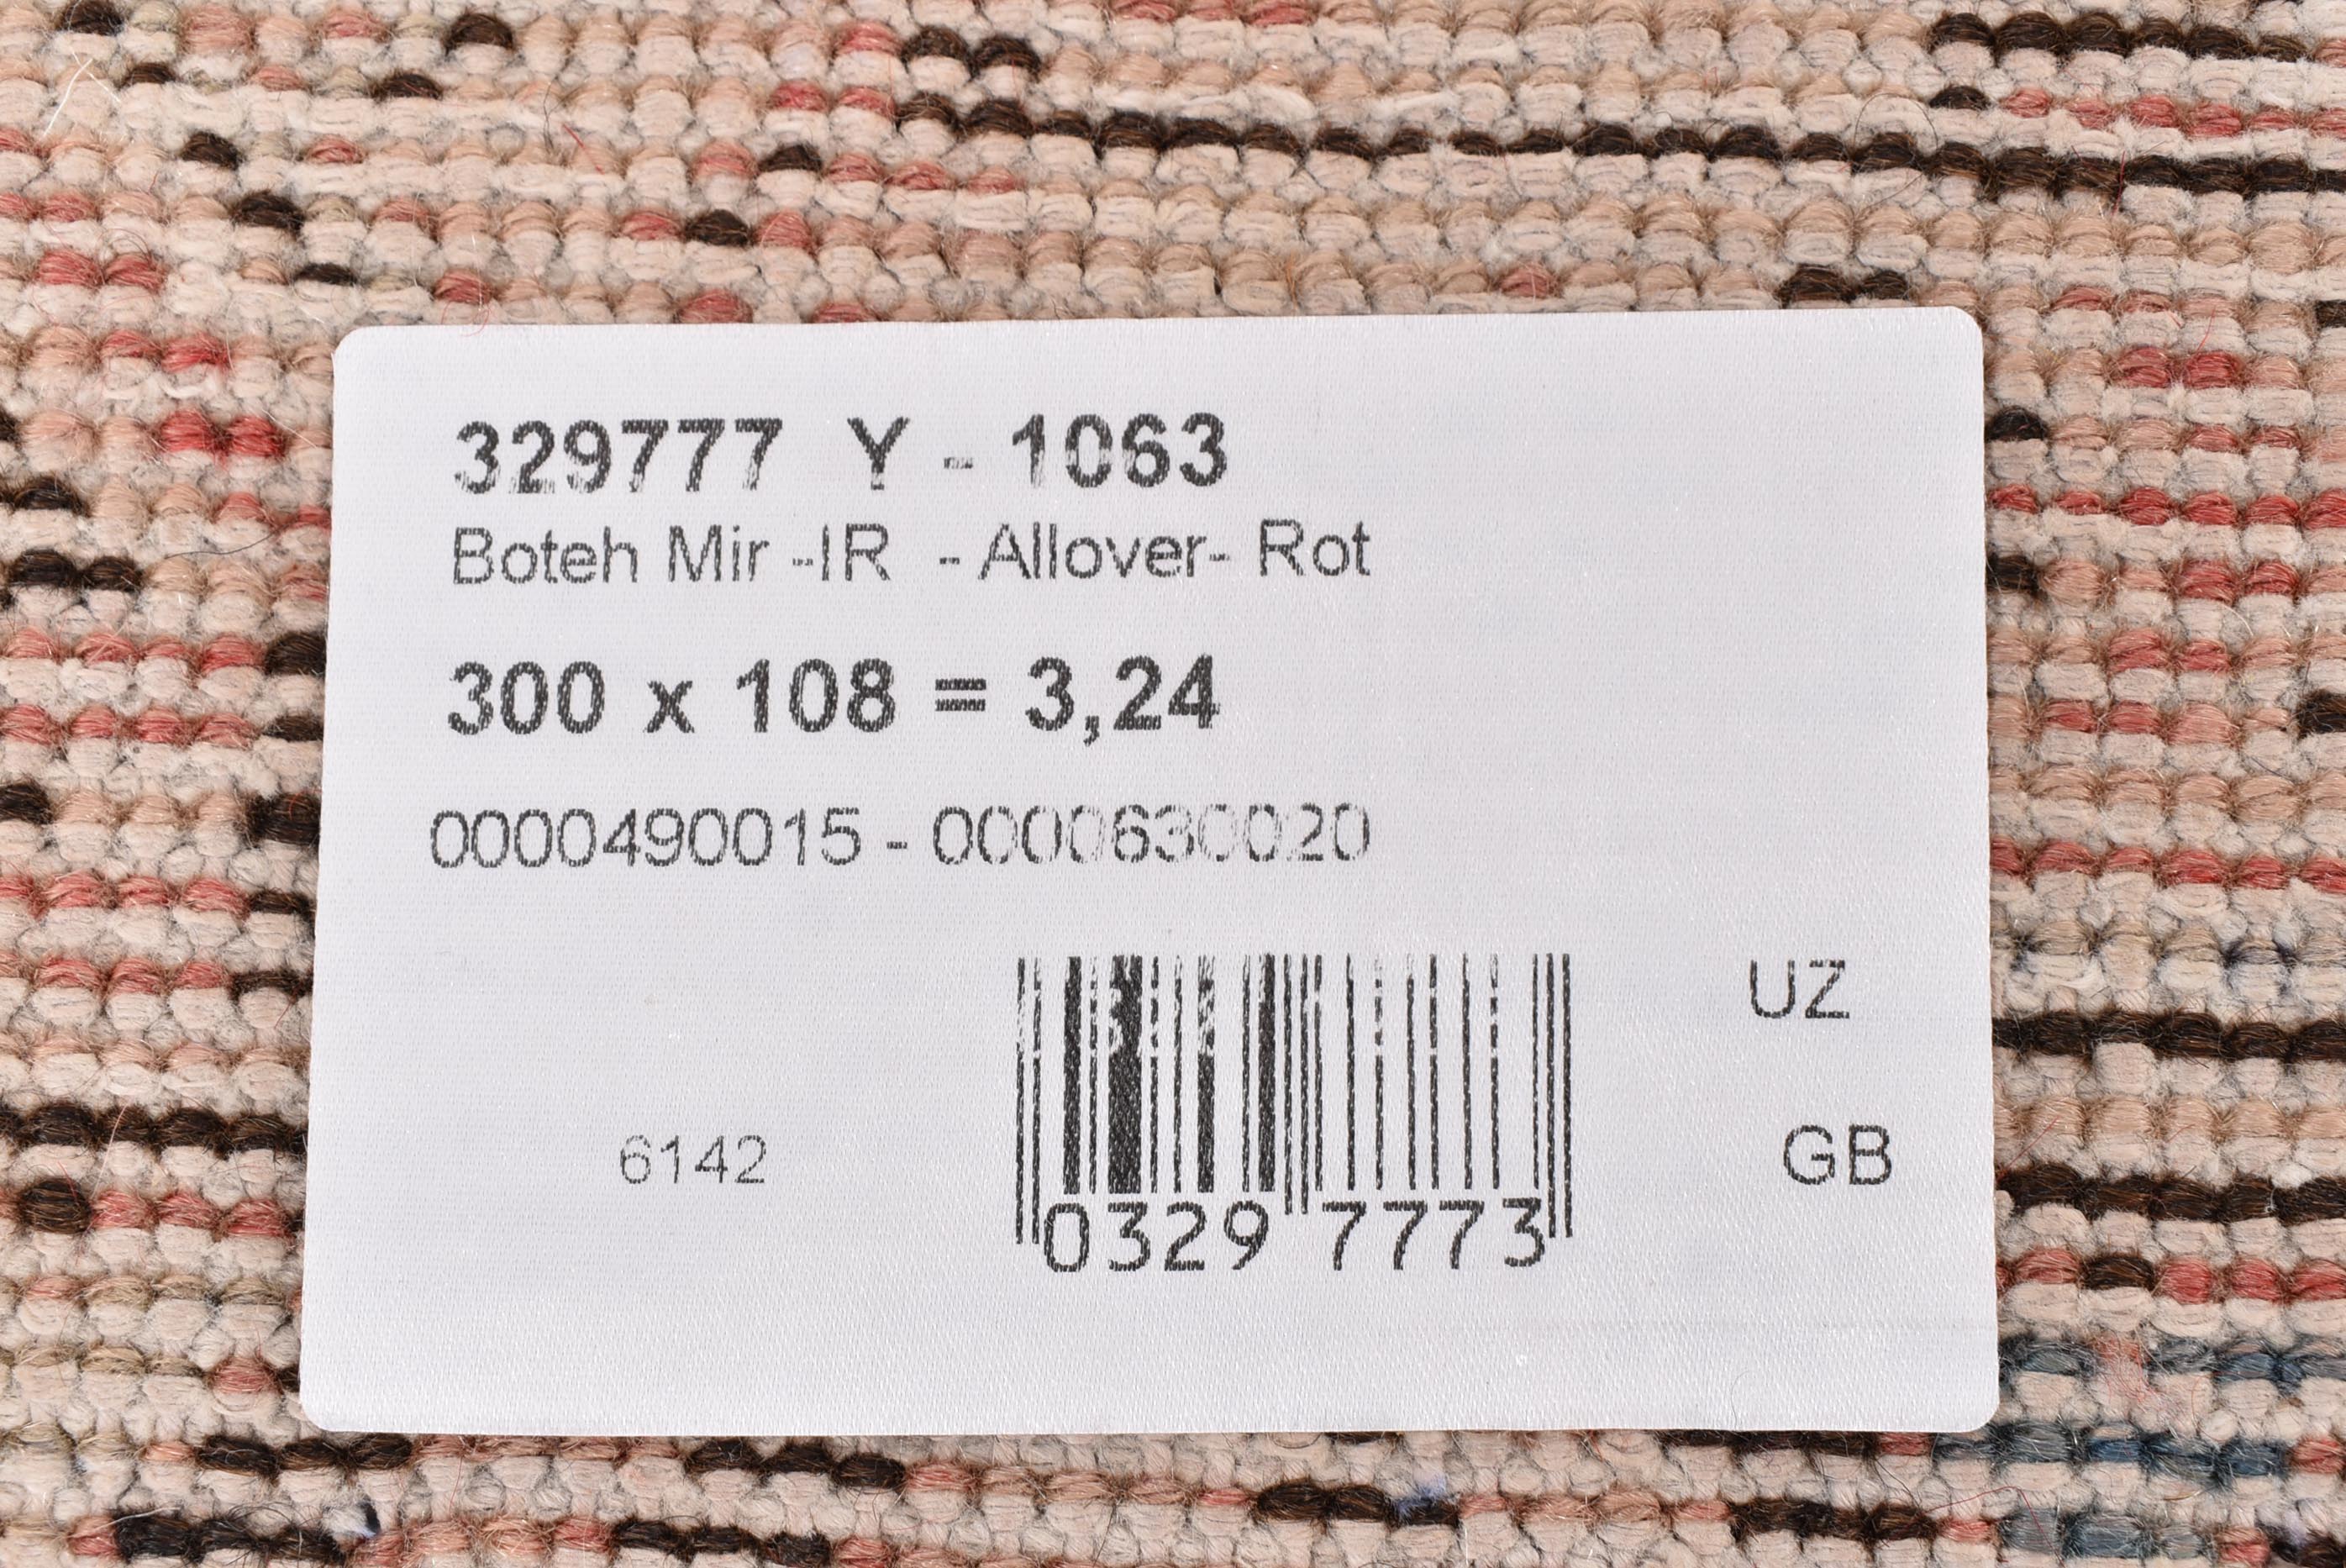 329777 Y - 1063
Boteh Mir -IR - Allover- Rot
300 x 108 = 3,24
0000490015 - 0000630020
UZ
6142
GB
0329 7773